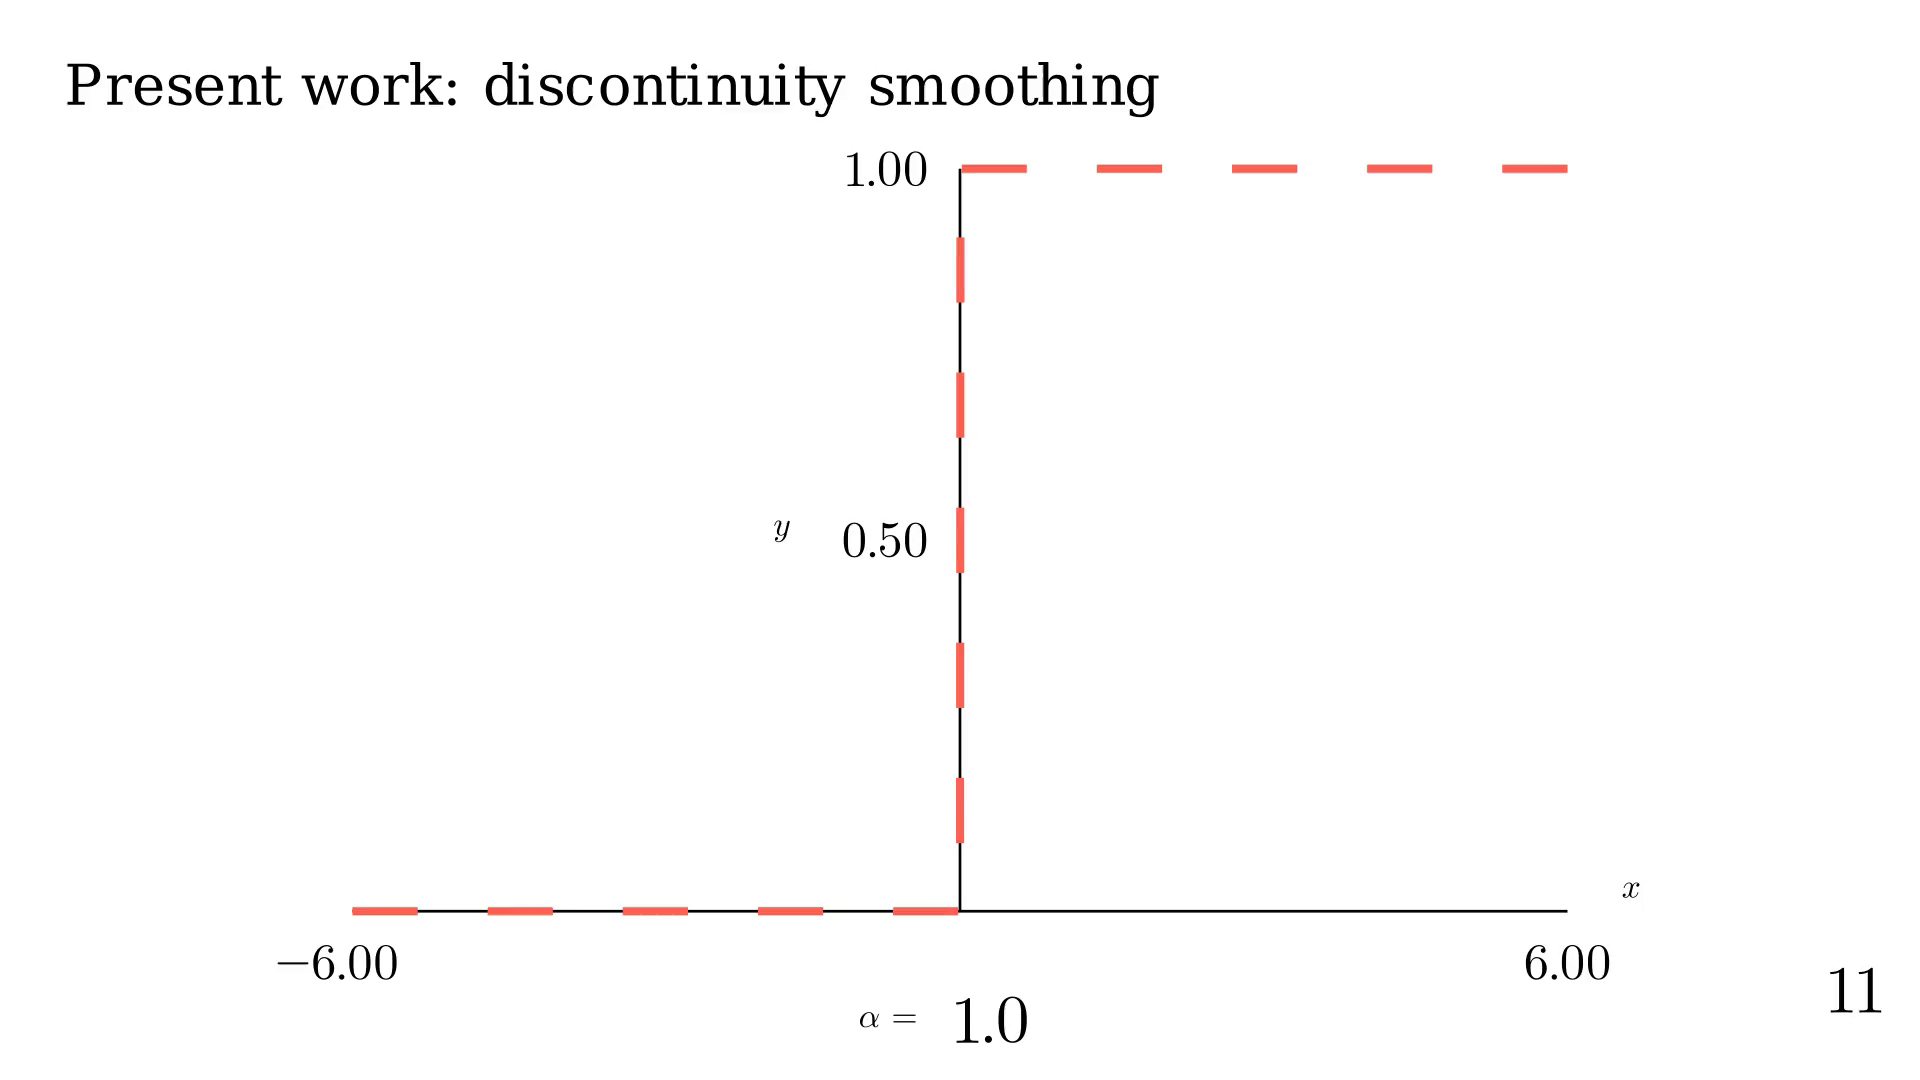 Present work: discontinuity smoothing
1.00
y 0.50
x
−6.00 6.00
α = 1.0
11